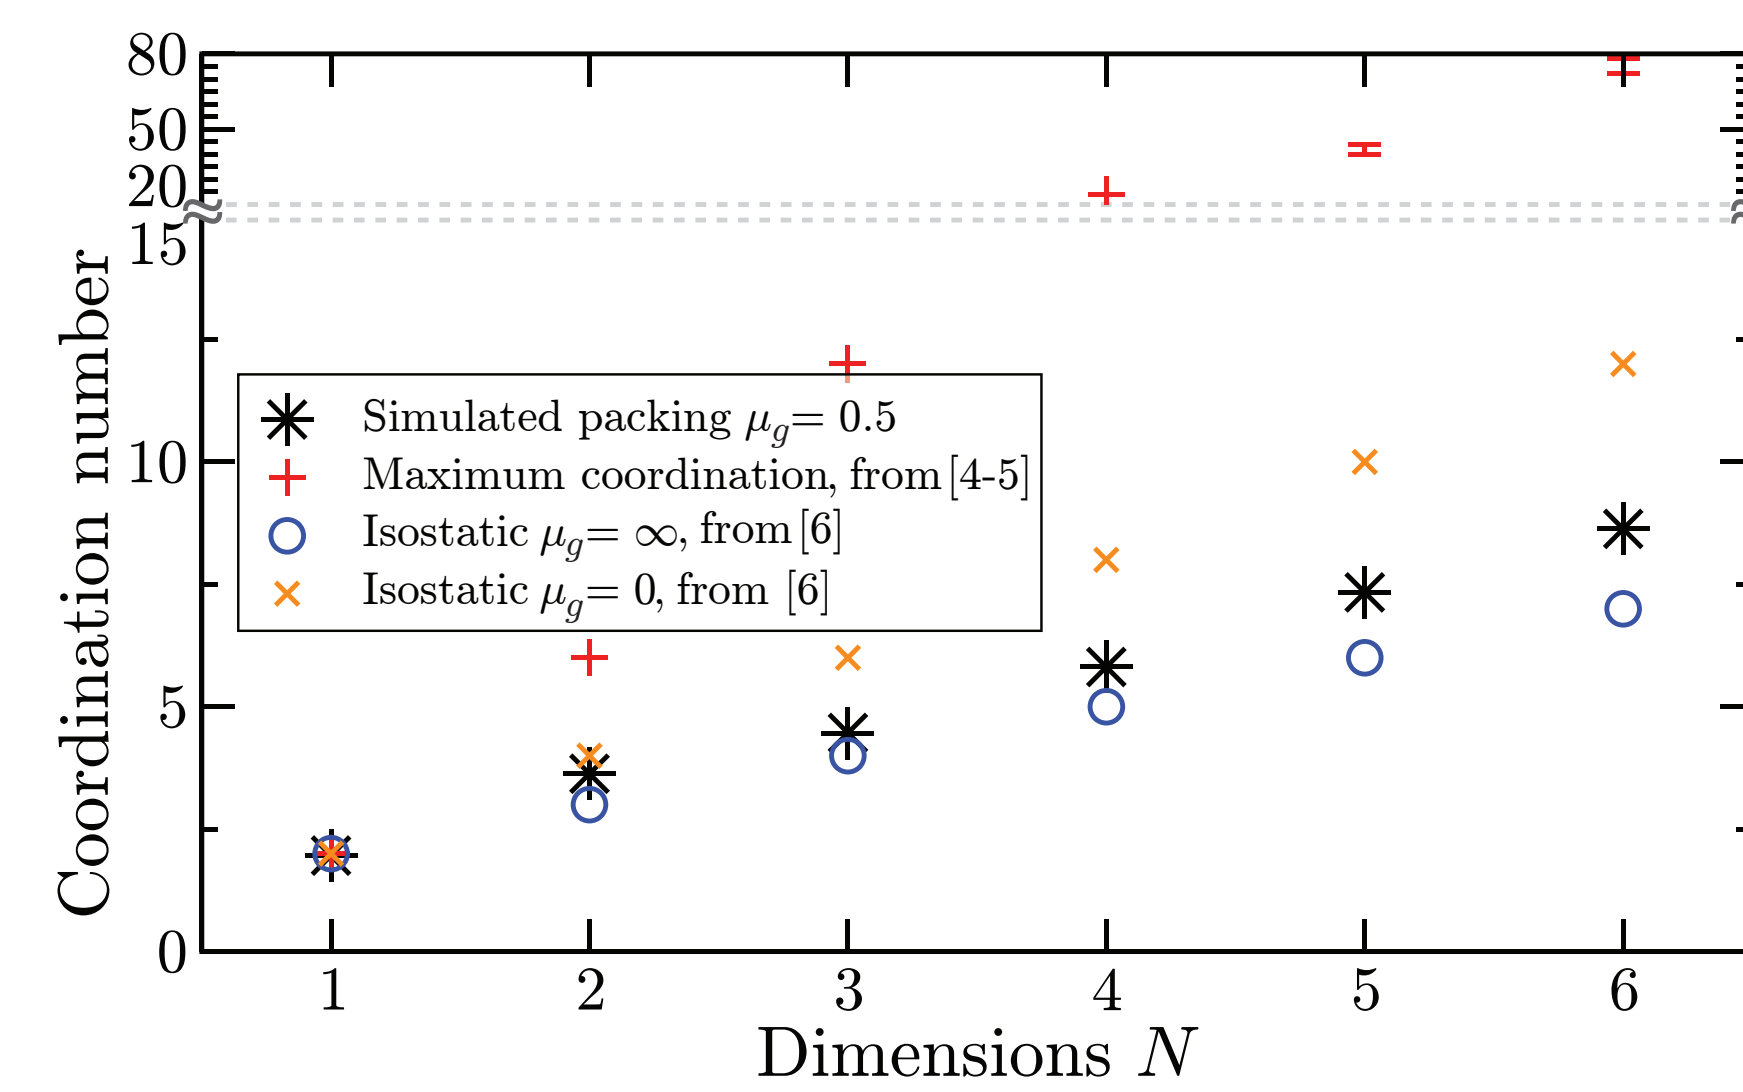 80
50
20
≈
15
10
5
0
Coordination number
Simulated packing μg= 0.5
Maximum coordination, from [4-5]
Isostatic μg= ∞, from [6]
Isostatic μg= 0, from [6]
1 2 3 4 5 6
Dimensions N